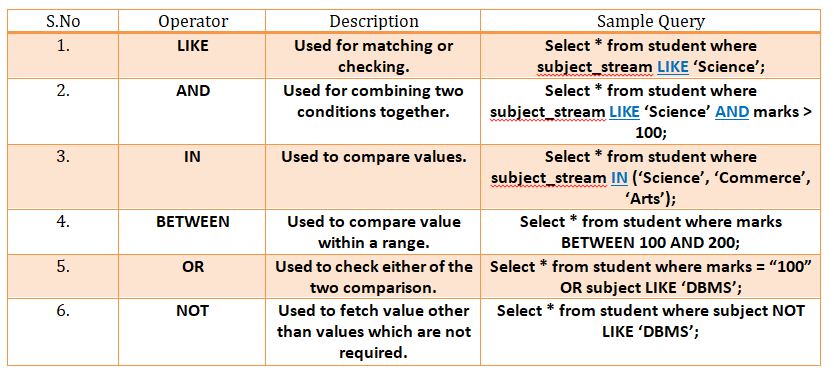 S.No Operator Description Sample Query
1. LIKE Used for matching or checking. Select * from student where subject_stream LIKE ‘Science’;
2. AND Used for combining two conditions together. Select * from student where subject_stream LIKE ‘Science’ AND marks > 100;
3. IN Used to compare values. Select * from student where subject_stream IN (‘Science’, ‘Commerce’, ‘Arts’);
4. BETWEEN Used to compare value within a range. Select * from student where marks BETWEEN 100 AND 200;
5. OR Used to check either of the two comparison. Select * from student where marks = “100” OR subject LIKE ‘DBMS’;
6. NOT Used to fetch value other than values which are not required. Select * from student where subject NOT LIKE ‘DBMS’;